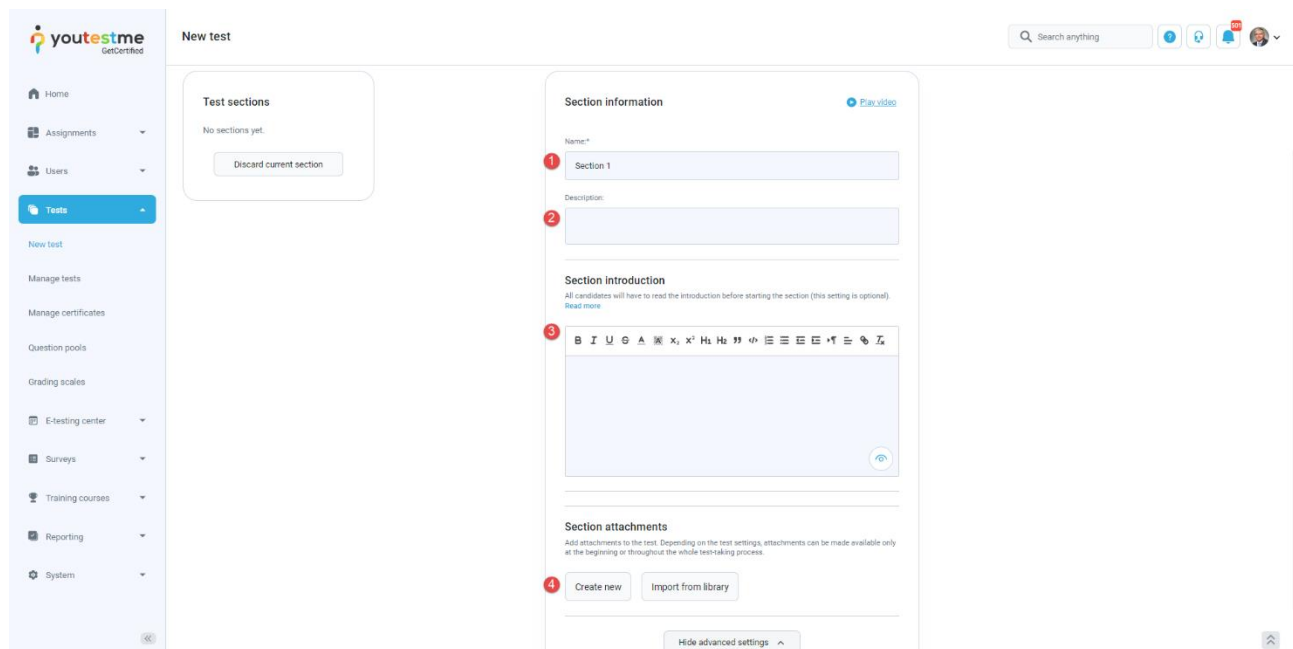 youtestme
GetCertified
New test
Search anything
501
Home
Assignments
Users
Tests
New test
Manage tests
Manage certificates
Question pools
Grading scales
E-testing center
Surveys
Training courses
Reporting
System
Test sections
No sections yet.
Discard current section
Section information
Play video
Name:*
1
Section 1
Description:
2
Section introduction
All candidates will have to read the introduction before starting the section (this setting is optional).
Read more
3
B I U S A A X₂ X² H1 H2 ” </>
Section attachments
Add attachments to the test. Depending on the test settings, attachments can be made available only
at the beginning or throughout the whole test-taking process.
4
Create new
Import from library
Hide advanced settings